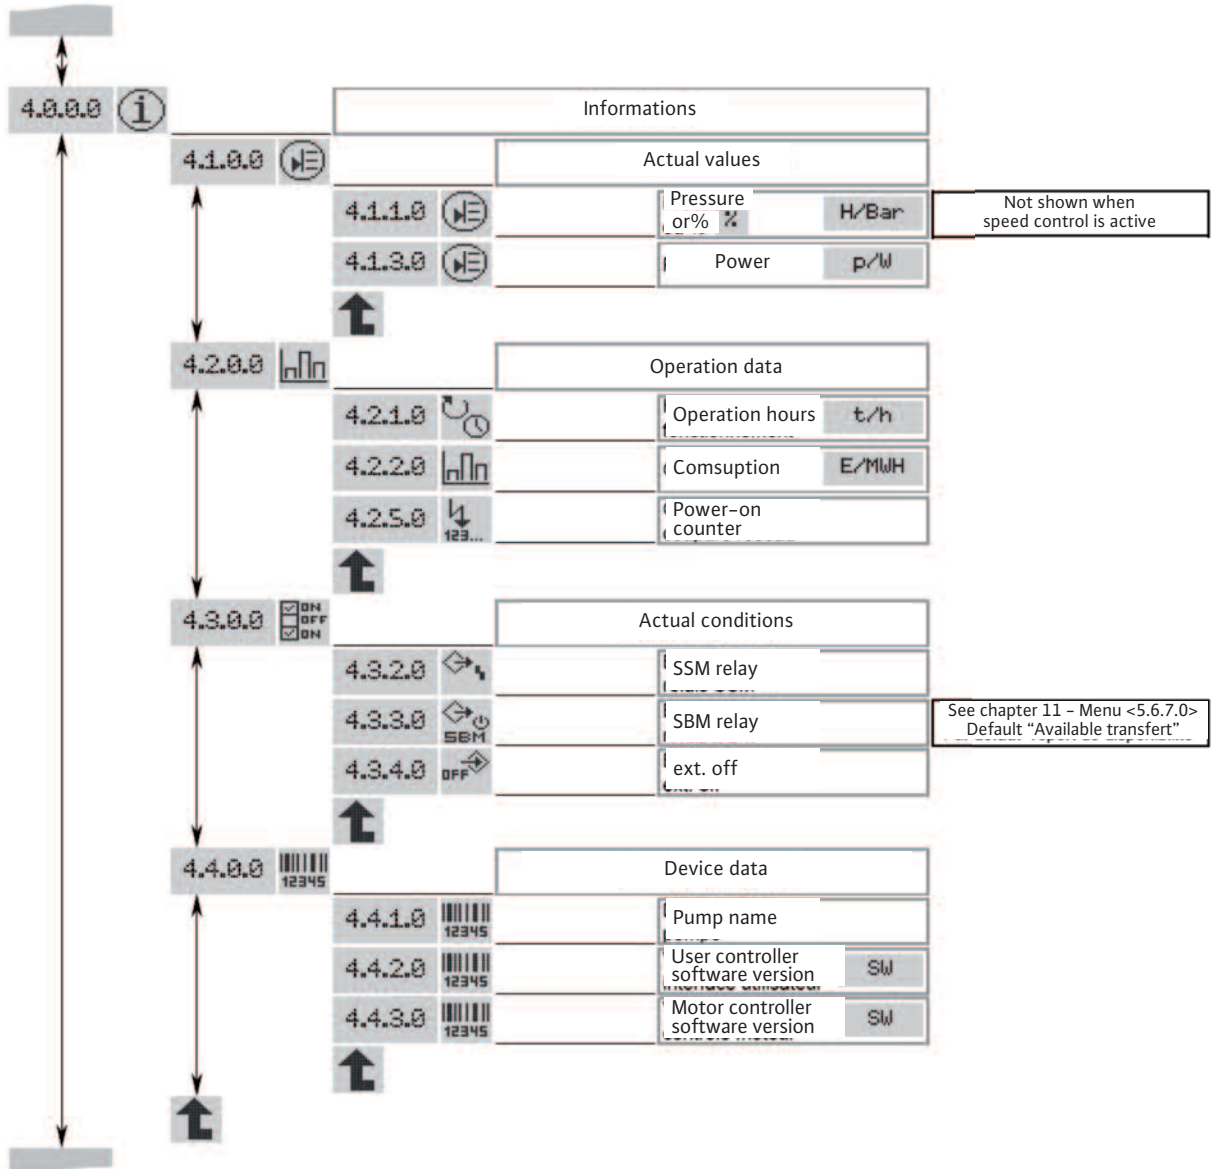 4.0.0.0 i Informations
4.1.0.0 Actual values
4.1.1.0 Pressure
or% % H/Bar
Not shown when
speed control is active
4.1.3.0 Power p/W
4.2.0.0 Operation data
4.2.1.0 Operation hours t/h
4.2.2.0 Comsuption E/MWH
4.2.5.0 123... Power-on
counter
4.3.0.0 ON
OFF
ON
Actual conditions
4.3.2.0 SSM relay
4.3.3.0 SBM SBM relay
See chapter 11 - Menu <5.6.7.0>
Default “Available transfert”
4.3.4.0 OFF ext. off
4.4.0.0 12345 Device data
4.4.1.0 12345 Pump name
4.4.2.0 12345 User controller
software version SW
4.4.3.0 12345 Motor controller
software version SW